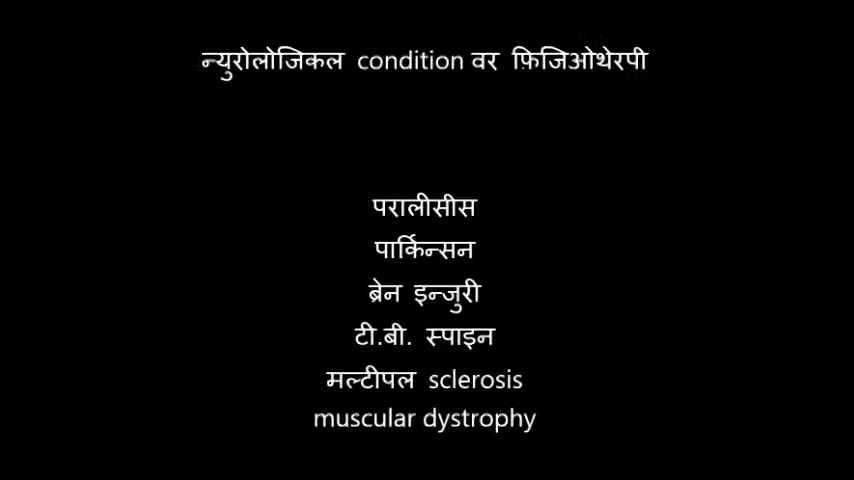 न्युरोलोजिकल condition वर फ़िजिओथेरपी
परालीसीस
पार्किन्सन
ब्रेन इन्जुरी
टी.बी. स्पाइन
मल्टीपल sclerosis
muscular dystrophy